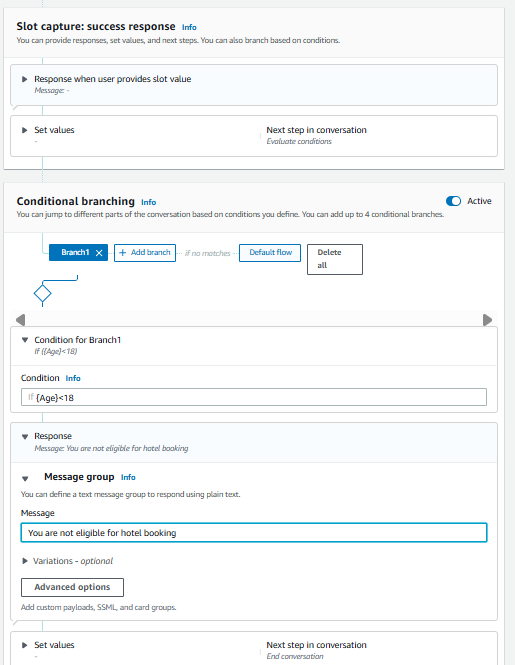 Slot capture: success response Info
You can provide responses, set values, and next steps. You can also branch based on conditions.
Response when user provides slot value
Message: -
Set values
-
Next step in conversation
Evaluate conditions
Conditional branching Info
Active
You can jump to different parts of the conversation based on conditions you define. You can add up to 4 conditional branches.
Branch1 ×
+ Add branch
if no matches
Default flow
Delete
all
Condition for Branch1
If ({Age}<18)
Condition Info
If {Age}<18
Response
Message: You are not eligible for hotel booking
Message group Info
You can define a text message group to respond using plain text.
Message
You are not eligible for hotel booking
Variations - optional
Advanced options
Add custom payloads, SSML, and card groups.
Set values
-
Next step in conversation
End conversation